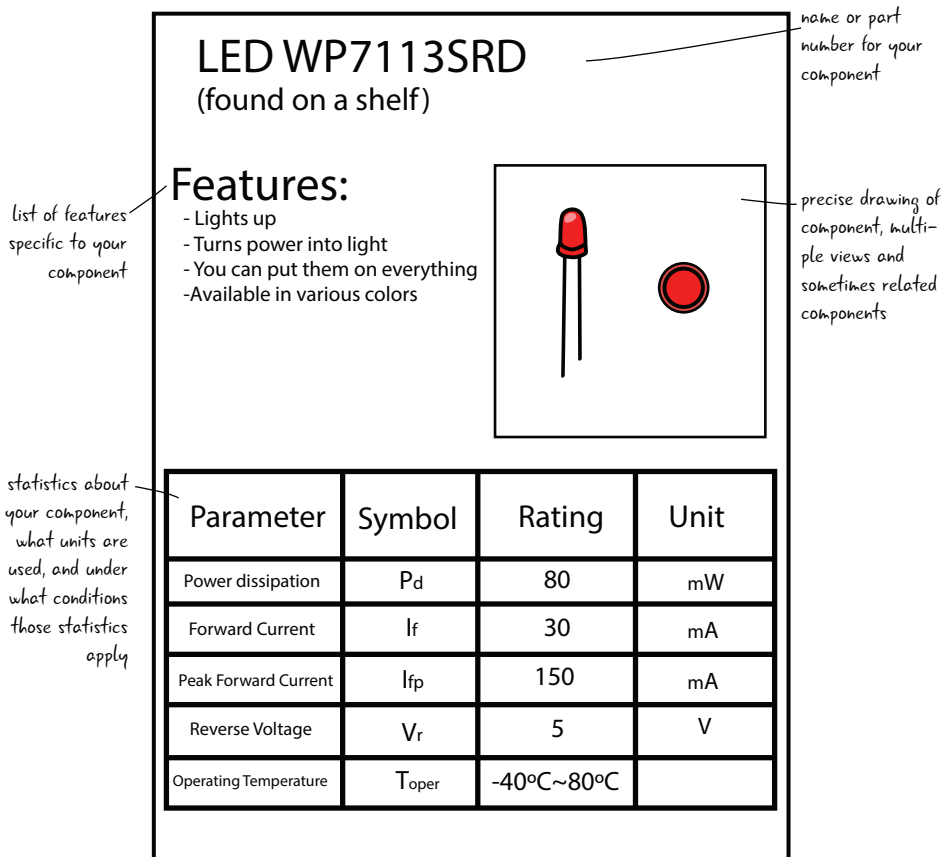 LED WP7113SRD
(found on a shelf)
name or part
number for your
component
Features:
- Lights up
- Turns power into light
- You can put them on everything
-Available in various colors
list of features
specific to your
component
precise drawing of
component, multi-
ple views and
sometimes related
components
statistics about
your component,
what units are
used, and under
what conditions
those statistics
apply
Parameter Symbol Rating Unit
Power dissipation Pd 80 mW
Forward Current If 30 mA
Peak Forward Current Ifp 150 mA
Reverse Voltage Vr 5 V
Operating Temperature Toper -40ºC~80ºC